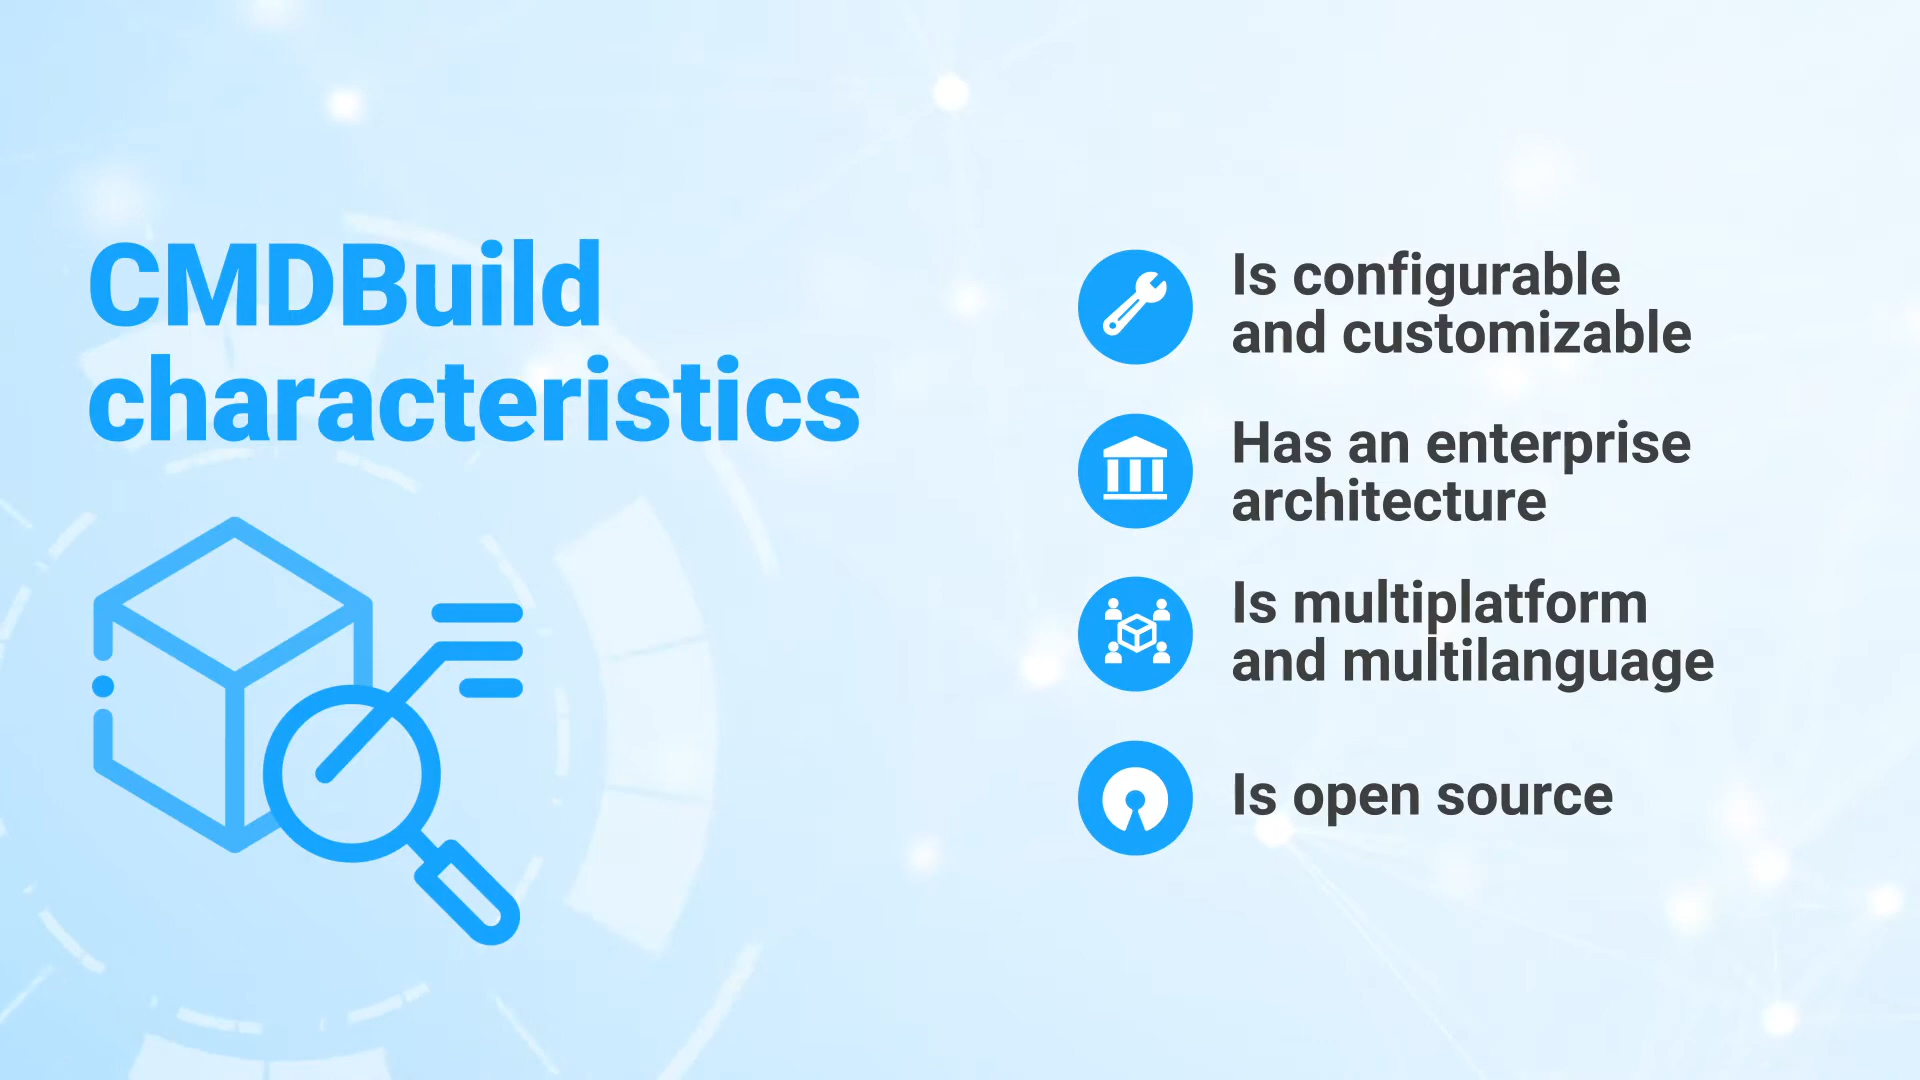 CMDBuild
characteristics
Is configurable
and customizable
Has an enterprise
architecture
Is multiplatform
and multilanguage
Is open source